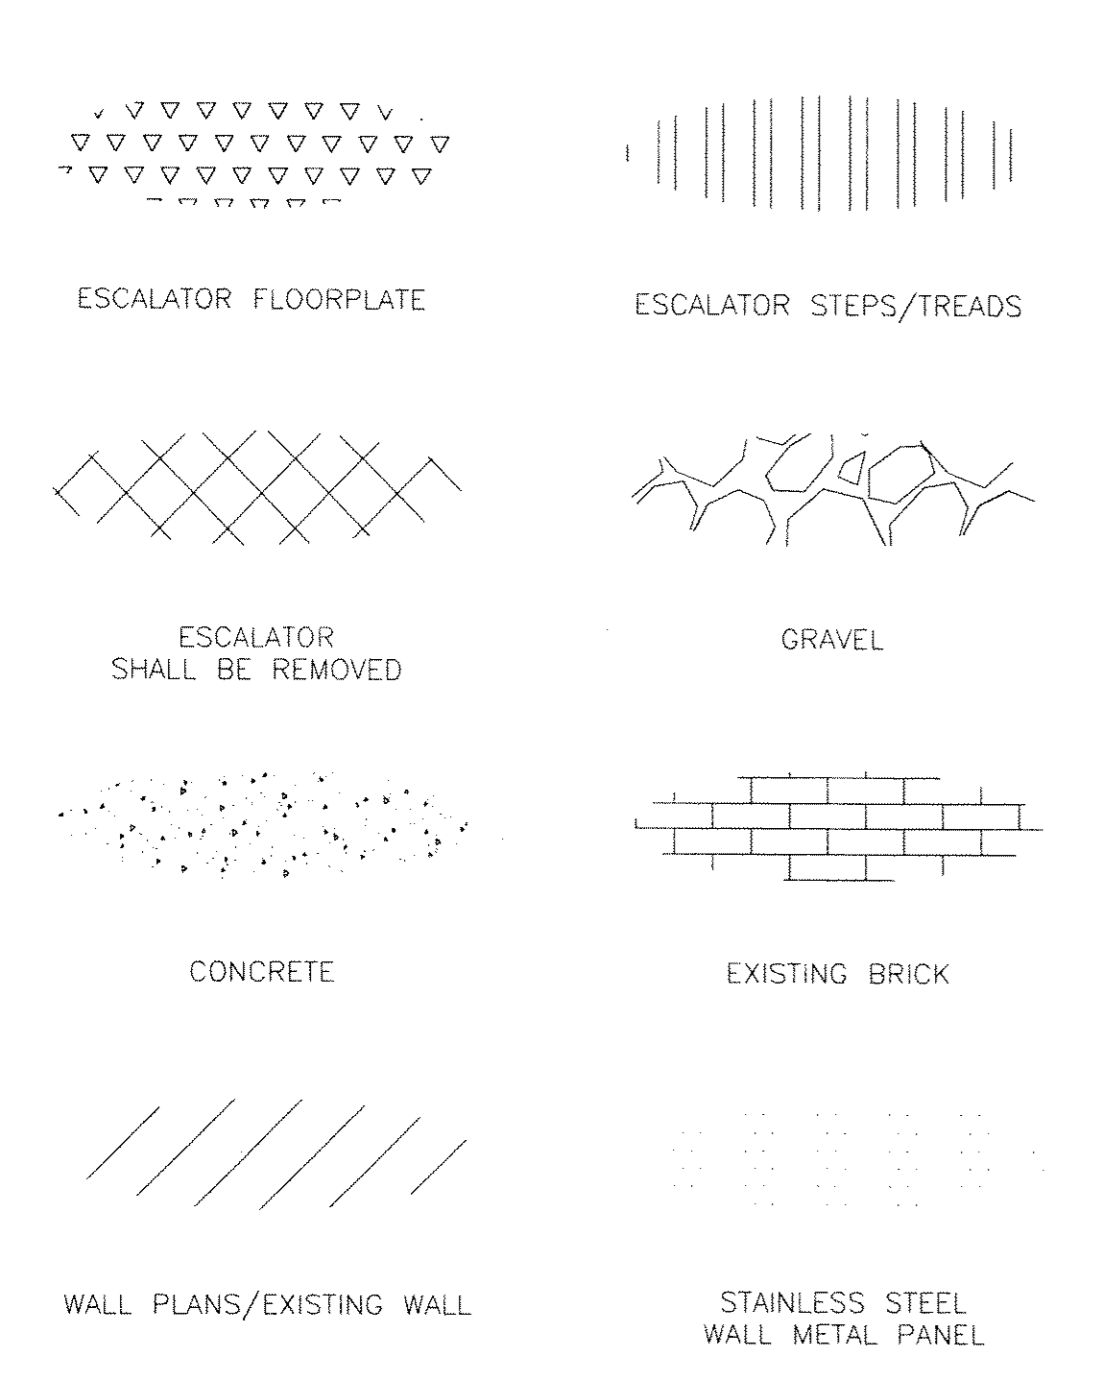 ESCALATOR FLOORPLATE
ESCALATOR STEPS/TREADS
ESCALATOR
SHALL BE REMOVED
GRAVEL
CONCRETE
EXISTING BRICK
WALL PLANS/EXISTING WALL
STAINLESS STEEL
WALL METAL PANEL